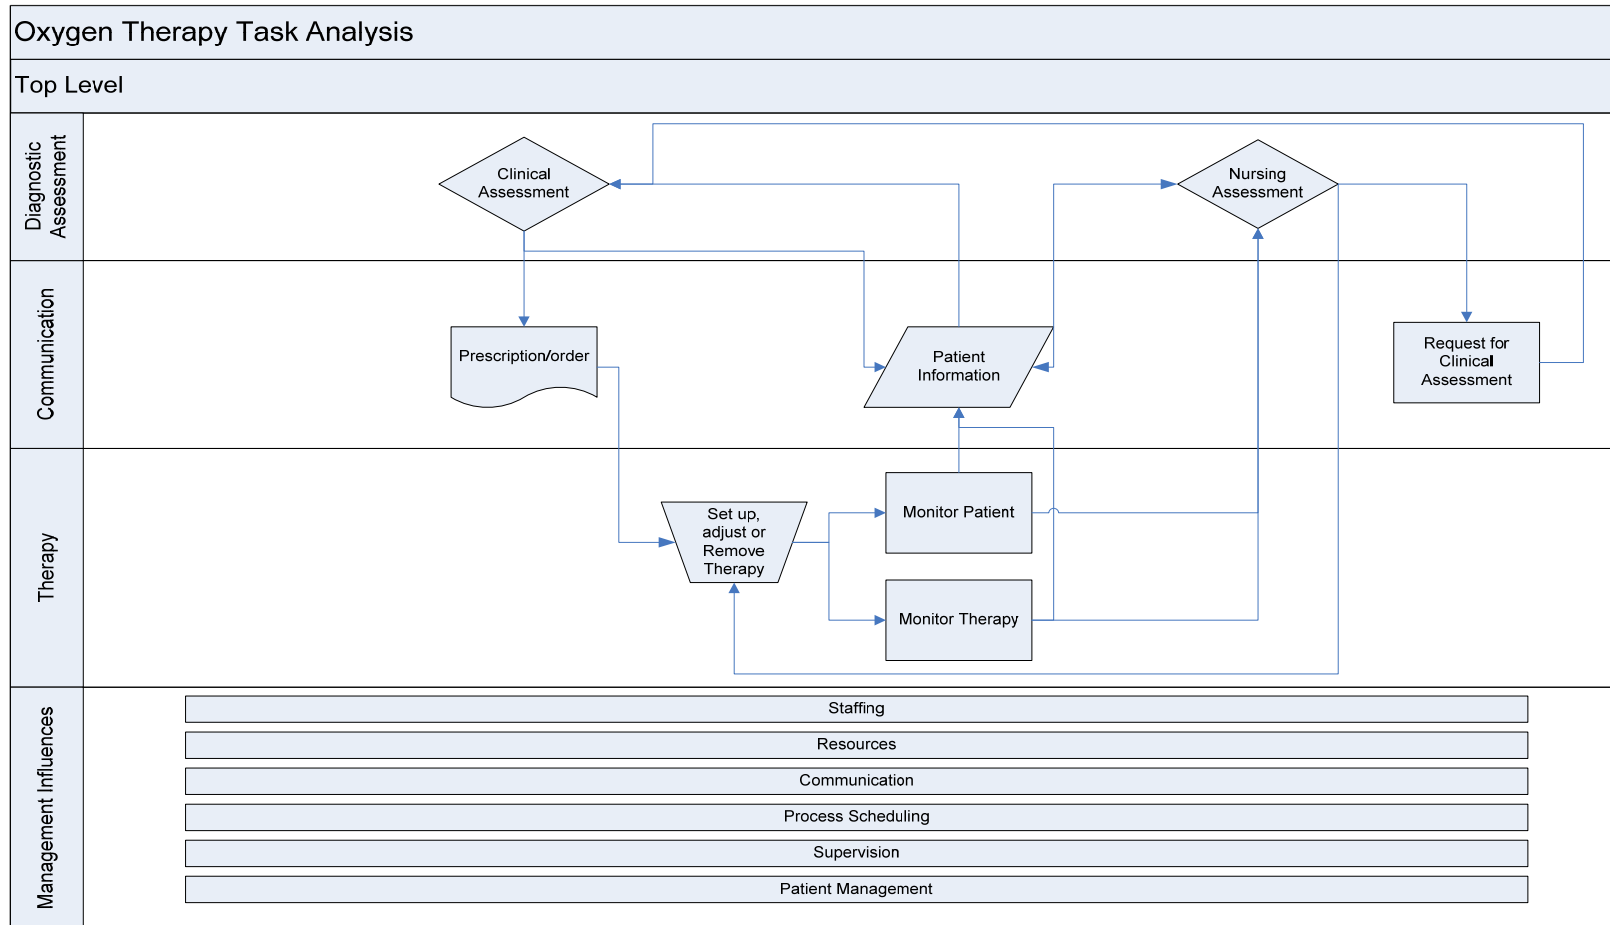 Oxygen Therapy Task Analysis
Top Level
Diagnostic
Assessment
Clinical
Assessment
Nursing
Assessment
Communication
Prescription/order
Patient
Information
Request for
Clinical
Assessment
Therapy
Set up,
adjust or
Remove
Therapy
Monitor Patient
Monitor Therapy
Management Influences
Staffing
Resources
Communication
Process Scheduling
Supervision
Patient Management